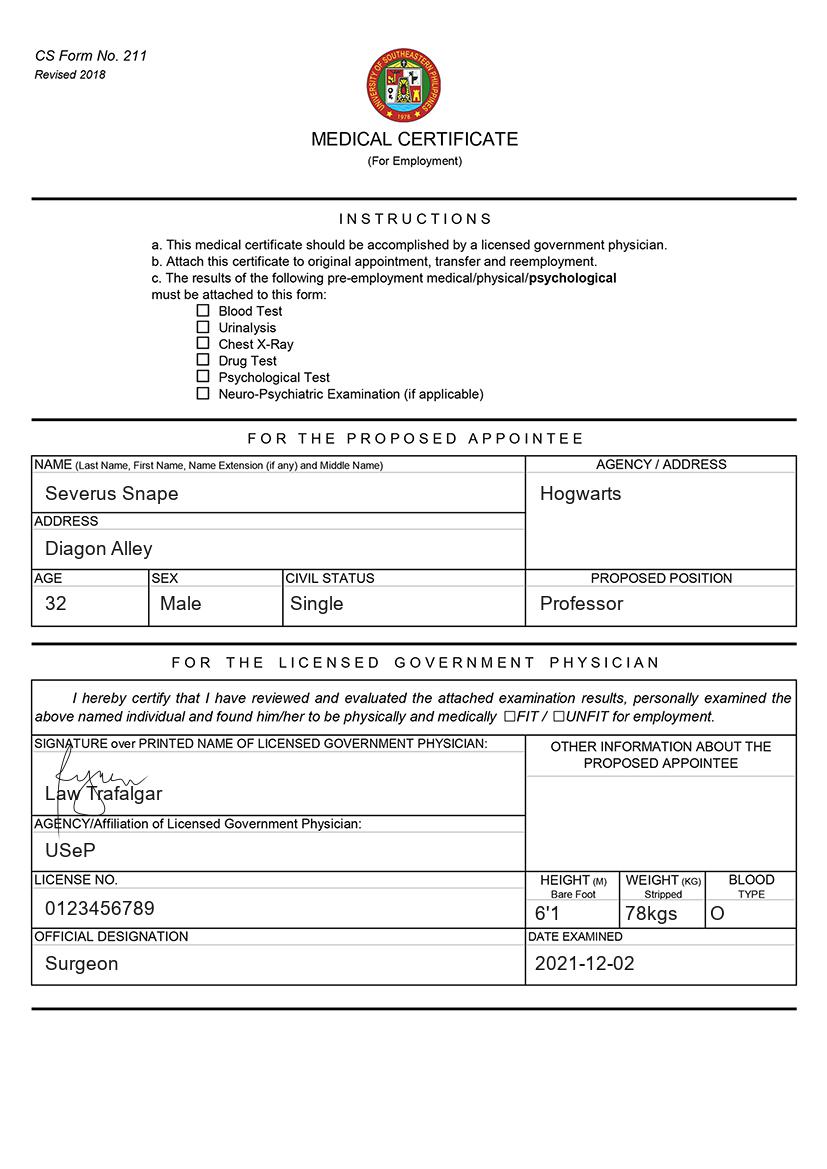 CS Form No. 211
Revised 2018
UNIVERSITY OF SOUTHEASTERN PHILIPPINES
1978
MEDICAL CERTIFICATE
(For Employment)
INSTRUCTIONS
a. This medical certificate should be accomplished by a licensed government physician.
b. Attach this certificate to original appointment, transfer and reemployment.
c. The results of the following pre-employment medical/physical/psychological
must be attached to this form:
☐ Blood Test
☐ Urinalysis
☐ Chest X-Ray
☐ Drug Test
☐ Psychological Test
☐ Neuro-Psychiatric Examination (if applicable)
FOR THE PROPOSED APPOINTEE
NAME (Last Name, First Name, Name Extension (if any) and Middle Name)
Severus Snape
AGENCY / ADDRESS
Hogwarts
ADDRESS
Diagon Alley
AGE
32
SEX
Male
CIVIL STATUS
Single
PROPOSED POSITION
Professor
FOR THE LICENSED GOVERNMENT PHYSICIAN
I hereby certify that I have reviewed and evaluated the attached examination results, personally examined the
above named individual and found him/her to be physically and medically ☐FIT / ☐UNFIT for employment.
SIGNATURE over PRINTED NAME OF LICENSED GOVERNMENT PHYSICIAN:
Law Trafalgar
OTHER INFORMATION ABOUT THE
PROPOSED APPOINTEE
AGENCY/Affiliation of Licensed Government Physician:
USeP
LICENSE NO.
0123456789
HEIGHT (M)
Bare Foot
6'1
WEIGHT (KG)
Stripped
78kgs
BLOOD
TYPE
O
OFFICIAL DESIGNATION
Surgeon
DATE EXAMINED
2021-12-02